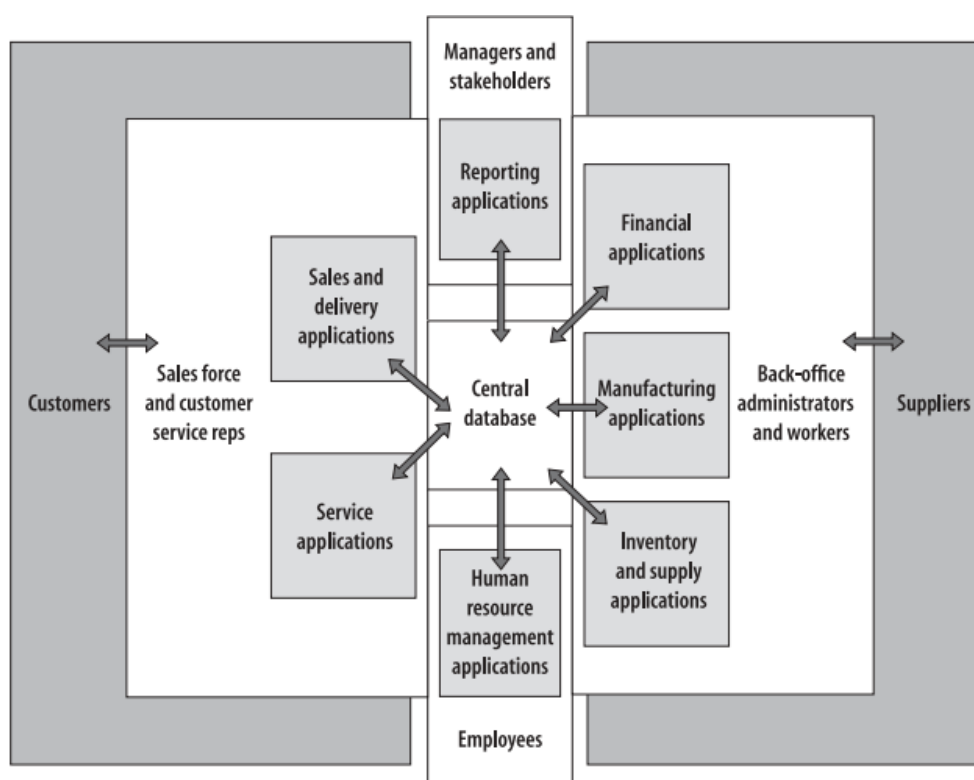 Managers and
stakeholders
Reporting
applications
Financial
applications
Sales and
delivery
applications
Customers
Sales force
and customer
service reps
Central
database
Manufacturing
applications
Back-office
administrators
and workers
Suppliers
Service
applications
Inventory
and supply
applications
Human
resource
management
applications
Employees